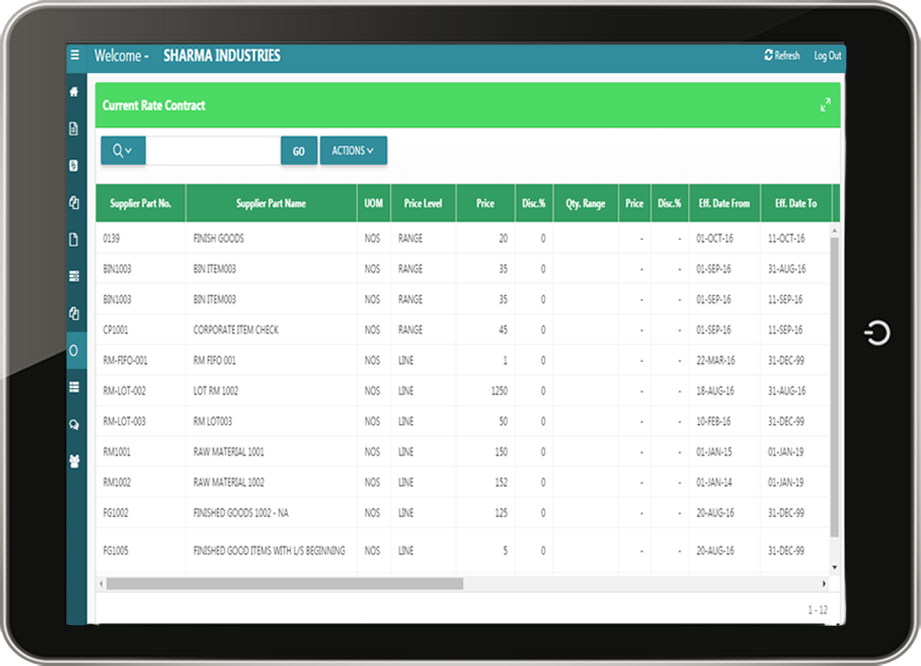 Welcome - SHARMA INDUSTRIES Refresh Log Out
Current Rate Contract
GO ACTIONS
Supplier Part No. Supplier Part Name UOM Price Level Price Disc.% Qty. Range Price Disc.% Eff. Date From Eff. Date To
0139 FINISH GOODS NOS RANGE 20 0 - - 01-OCT-16 11-OCT-16
BIN1003 BIN ITEM003 NOS RANGE 35 0 - - 01-SEP-16 31-AUG-16
BIN1003 BIN ITEM003 NOS RANGE 35 0 - - 01-SEP-16 11-SEP-16
CP1001 CORPORATE ITEM CHECK NOS RANGE 45 0 - - 01-SEP-16 11-SEP-16
RM-FIFO-001 RM FIFO 001 NOS LINE 1 0 - - 22-MAR-16 31-DEC-99
RM-LOT-002 LOT RM 1002 NOS LINE 1250 0 - - 18-AUG-16 31-AUG-16
RM-LOT-003 RM LOT003 NOS LINE 50 0 - - 10-FEB-16 31-DEC-99
RM1001 RAW MATERIAL 1001 NOS LINE 150 0 - - 01-JAN-15 01-JAN-19
RM1002 RAW MATERIAL 1002 NOS LINE 152 0 - - 01-JAN-14 01-JAN-19
FG1002 FINISHED GOODS 1002 - NA NOS LINE 125 0 - - 20-AUG-16 31-DEC-99
FG1005 FINISHED GOOD ITEMS WITH L/S BEGINNING NOS LINE 5 0 - - 20-AUG-16 31-DEC-99
1 - 12